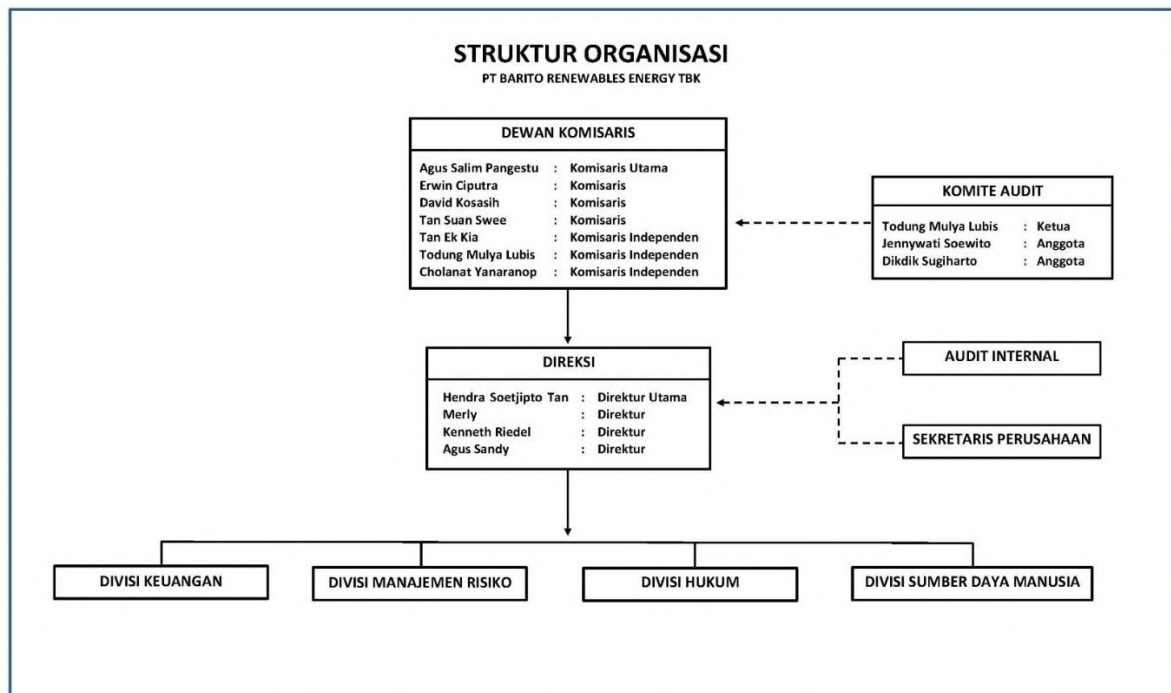 STRUKTUR ORGANISASI
PT BARITO RENEWABLES ENERGY TBK
DEWAN KOMISARIS
Agus Salim Pangestu : Komisaris Utama
Erwin Ciputra : Komisaris
David Kosasih : Komisaris
Tan Suan Swee : Komisaris
Tan Ek Kia : Komisaris Independen
Todung Mulya Lubis : Komisaris Independen
Cholanat Yanaranop : Komisaris Independen
KOMITE AUDIT
Todung Mulya Lubis : Ketua
Jennywati Soewito : Anggota
Dikdik Sugiharto : Anggota
DIREKSI
Hendra Soetjipto Tan : Direktur Utama
Merly : Direktur
Kenneth Riedel : Direktur
Agus Sandy : Direktur
AUDIT INTERNAL
SEKRETARIS PERUSAHAAN
DIVISI KEUANGAN
DIVISI MANAJEMEN RISIKO
DIVISI HUKUM
DIVISI SUMBER DAYA MANUSIA